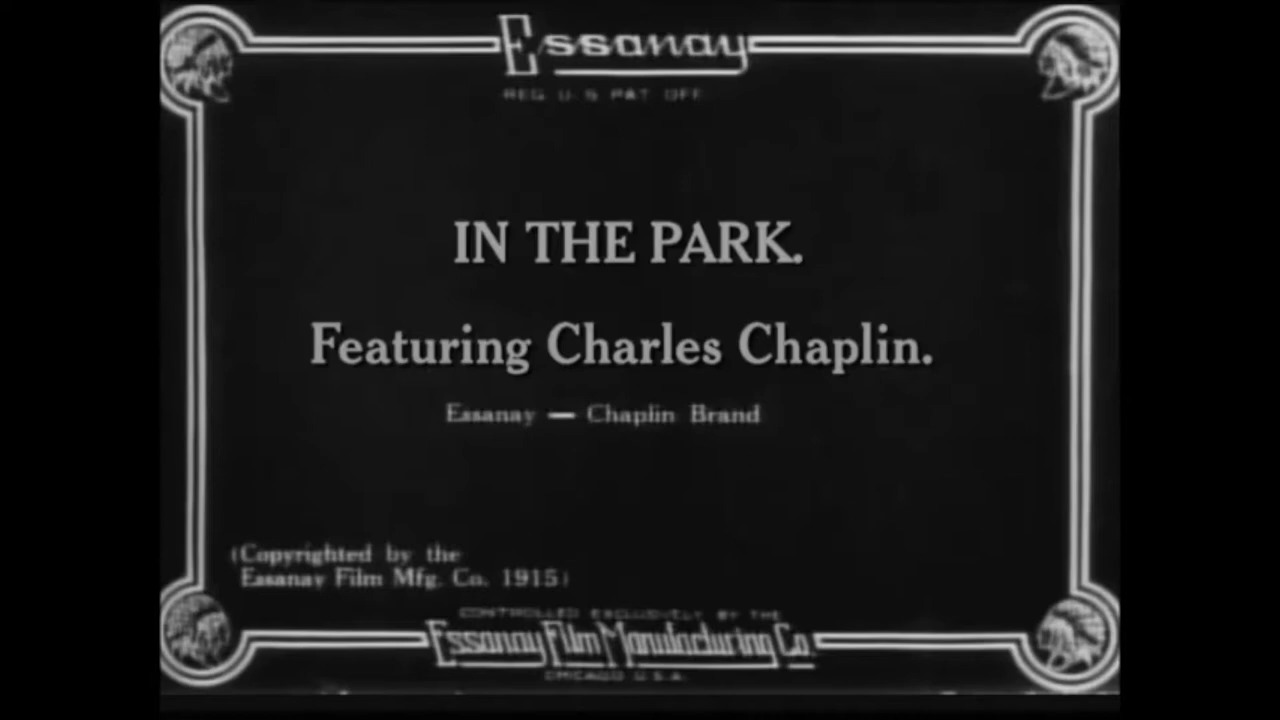 Essanay
REG. U. S. PAT. OFF.
IN THE PARK.
Featuring Charles Chaplin.
Essanay — Chaplin Brand
(Copyrighted by the
Essanay Film Mfg. Co. 1915)
CONTROLLED EXCLUSIVELY BY THE
Essanay Film Manufacturing Co.
CHICAGO U.S.A.